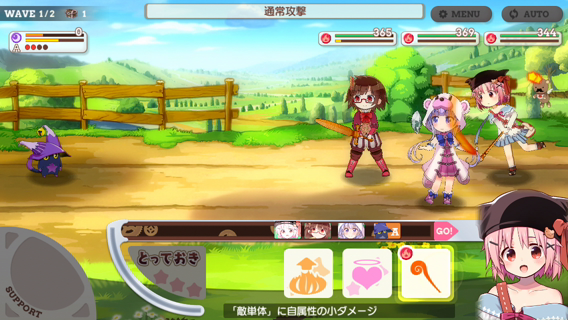 WAVE 1/2
1
通常攻撃
MENU
AUTO
0
A
365
369
344
A
GO!
とっておき
SUPPORT
「敵単体」に自属性の小ダメージ